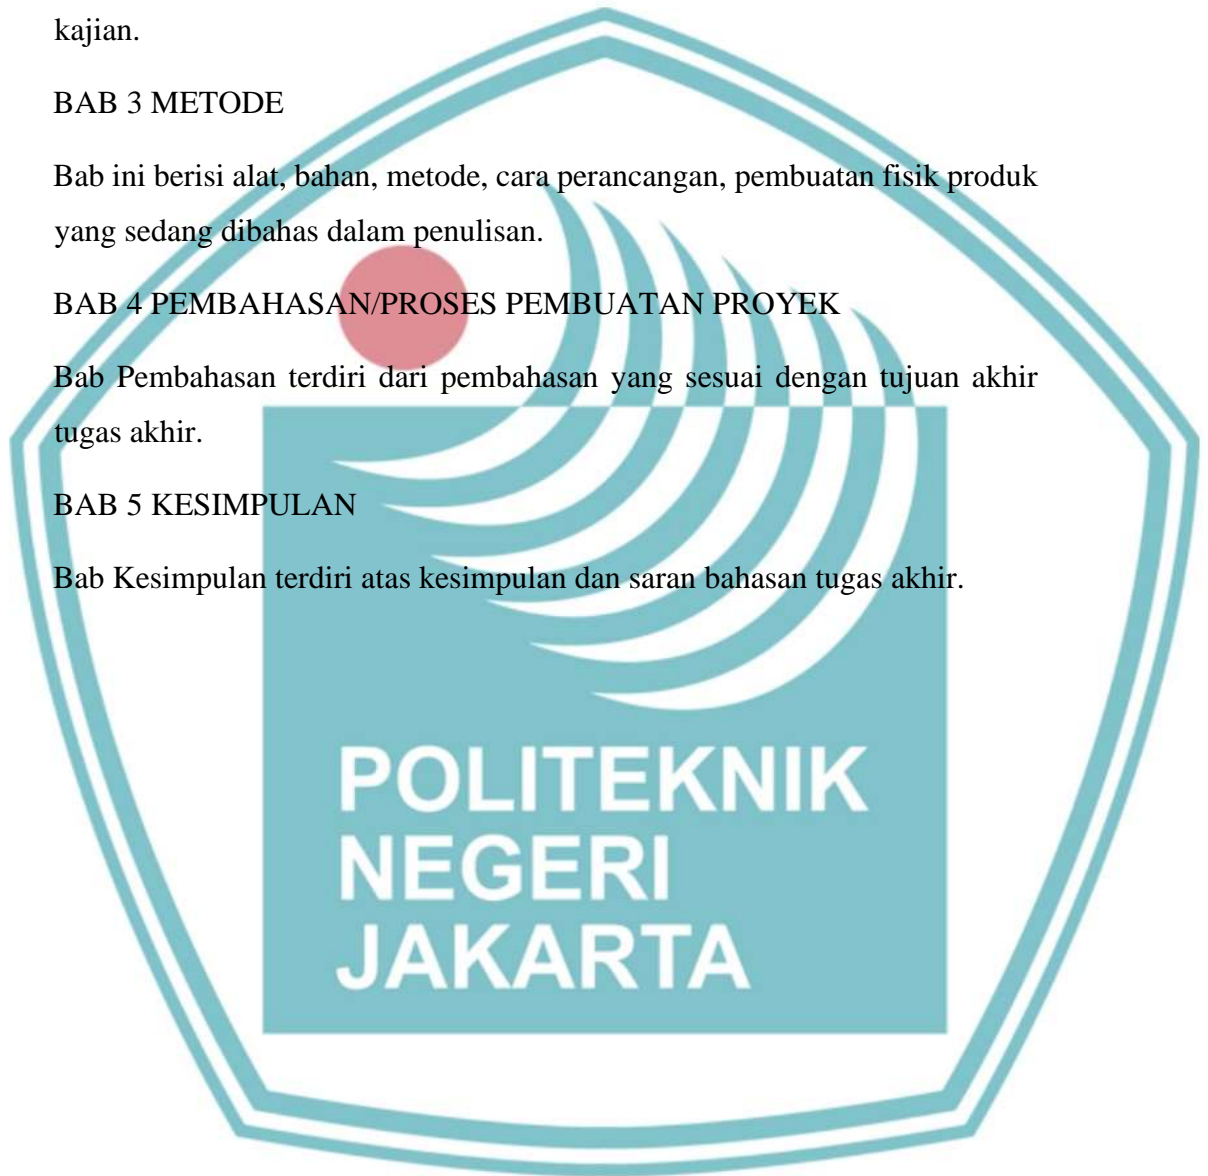 kajian.
BAB 3 METODE
Bab ini berisi alat, bahan, metode, cara perancangan, pembuatan fisik produk
yang sedang dibahas dalam penulisan.
BAB 4 PEMBAHASAN/PROSES PEMBUATAN PROYEK
Bab Pembahasan terdiri dari pembahasan yang sesuai dengan tujuan akhir
tugas akhir.
BAB 5 KESIMPULAN
Bab Kesimpulan terdiri atas kesimpulan dan saran bahasan tugas akhir.
POLITEKNIK
NEGERI
JAKARTA